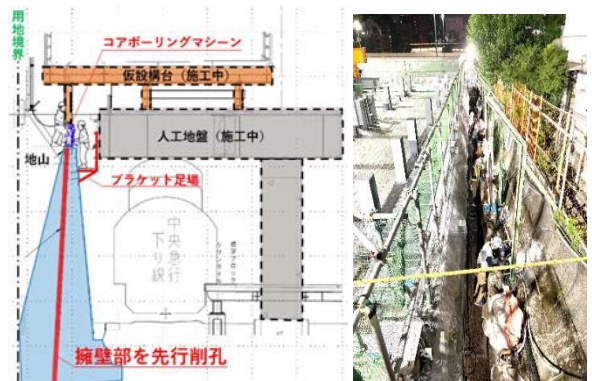 用地境界
コアボーリングマシーン
仮設構台（施工中）
人工地盤（施工中）
地山
ブラケット足場
中央急行
下り線
擁壁部を先行削孔